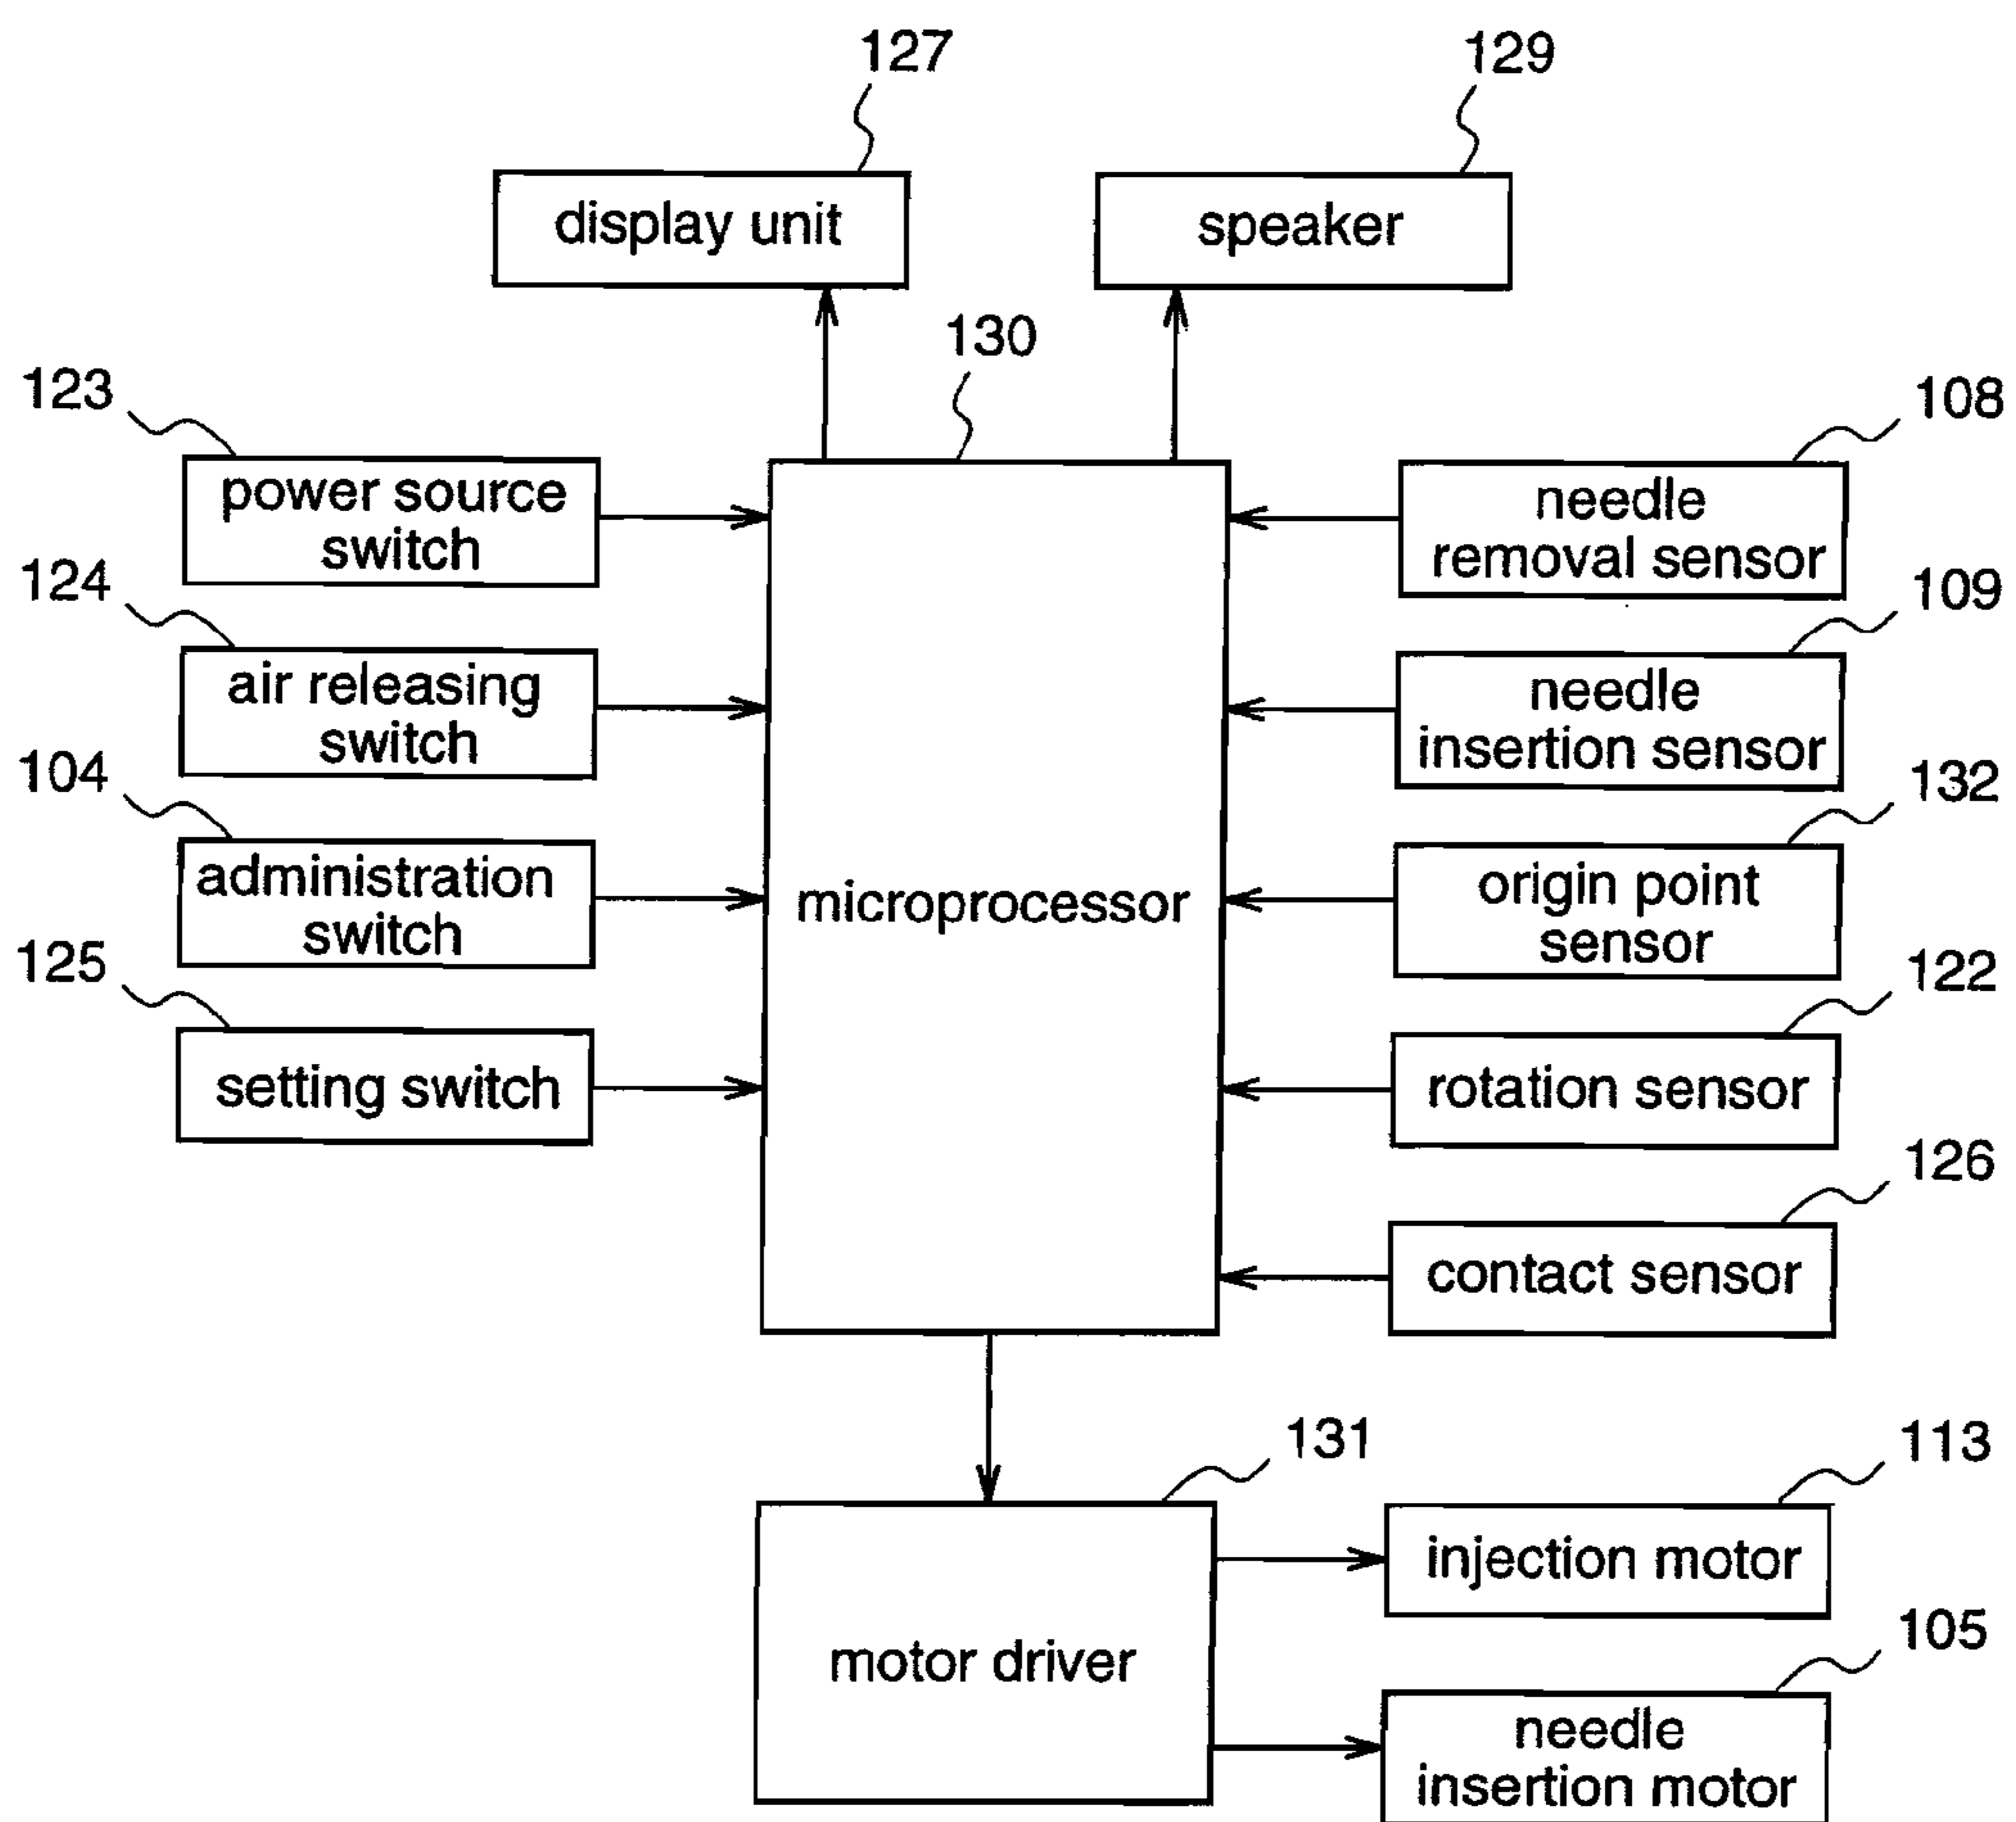 127
129
display unit
speaker
130
123
108
power source
switch
needle
removal sensor
124
109
air releasing
switch
needle
insertion sensor
104
132
administration
switch
microprocessor
origin point
sensor
125
122
setting switch
rotation sensor
126
contact sensor
131
113
injection motor
motor driver
105
needle
insertion motor